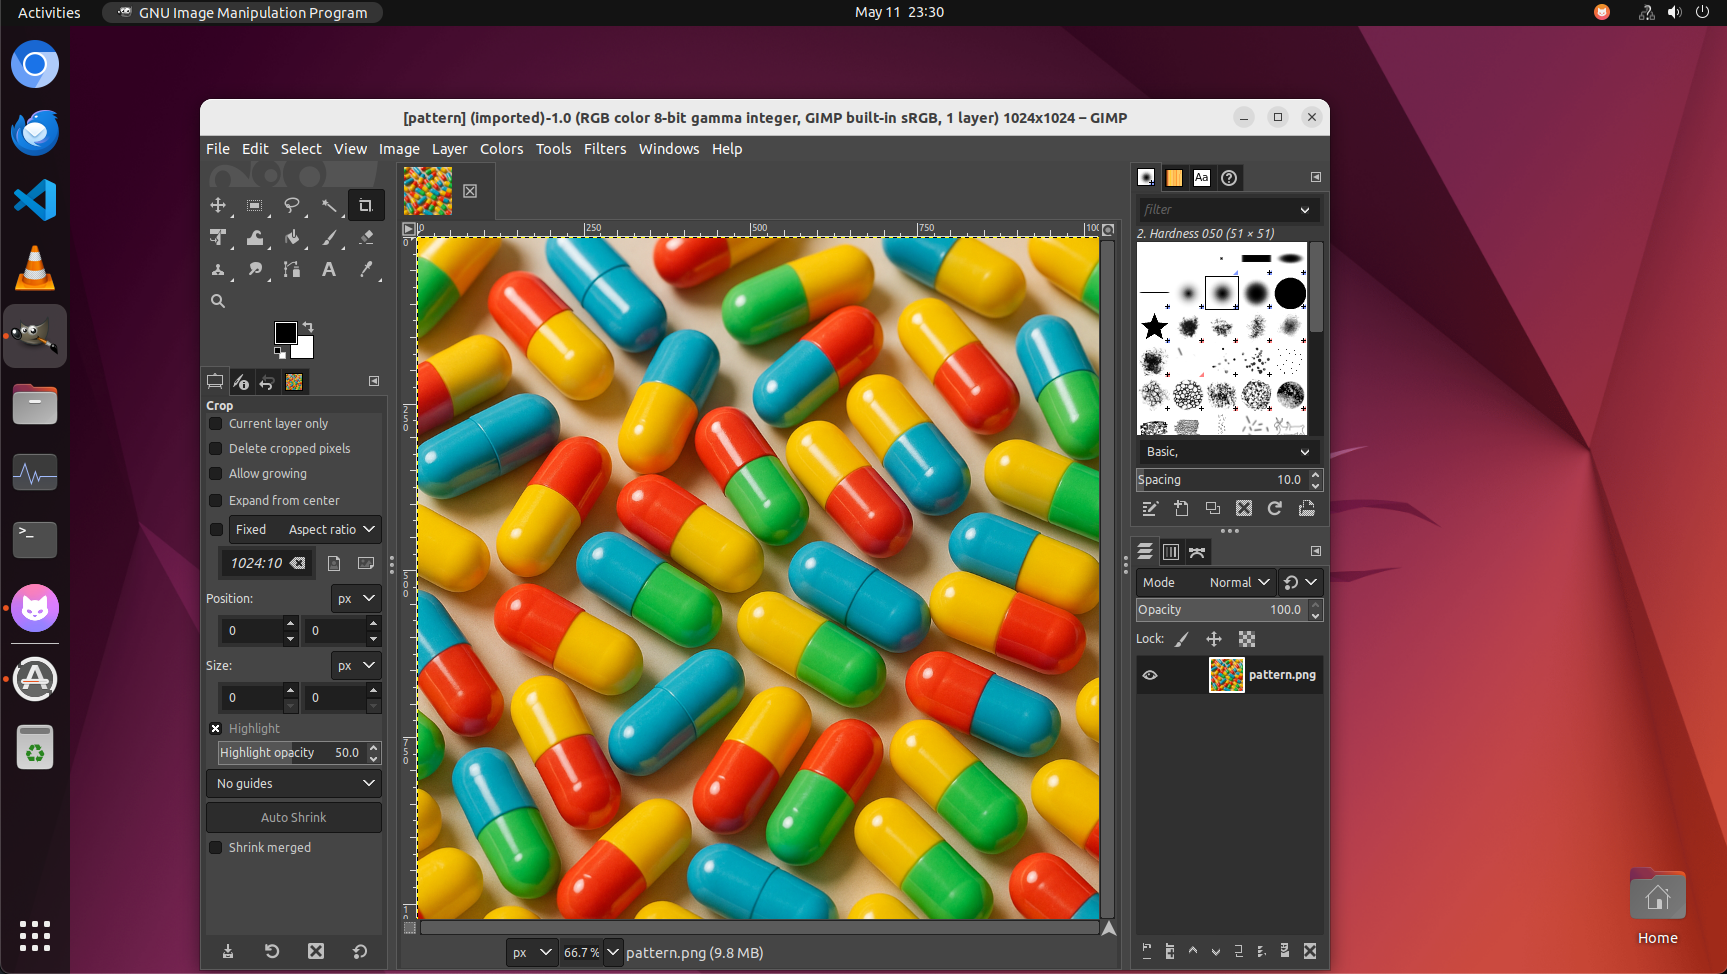 Activities
GNU Image Manipulation Program
May 11 23:30
[pattern] (imported)-1.0 (RGB color 8-bit gamma integer, GIMP built-in sRGB, 1 layer) 1024x1024 – GIMP
File Edit Select View Image Layer Colors Tools Filters Windows Help
Crop
Current layer only
Delete cropped pixels
Allow growing
Expand from center
Fixed Aspect ratio
1024:10
Position: px
0 0
Size: px
0 0
Highlight
Highlight opacity 50.0
No guides
Auto Shrink
Shrink merged
0 250 500 750
0
250
500
750
px 66.7 % pattern.png (9.8 MB)
Aa
filter
2. Hardness 050 (51 × 51)
Basic,
Spacing 10.0
Mode Normal
Opacity 100.0
Lock:
pattern.png
Home